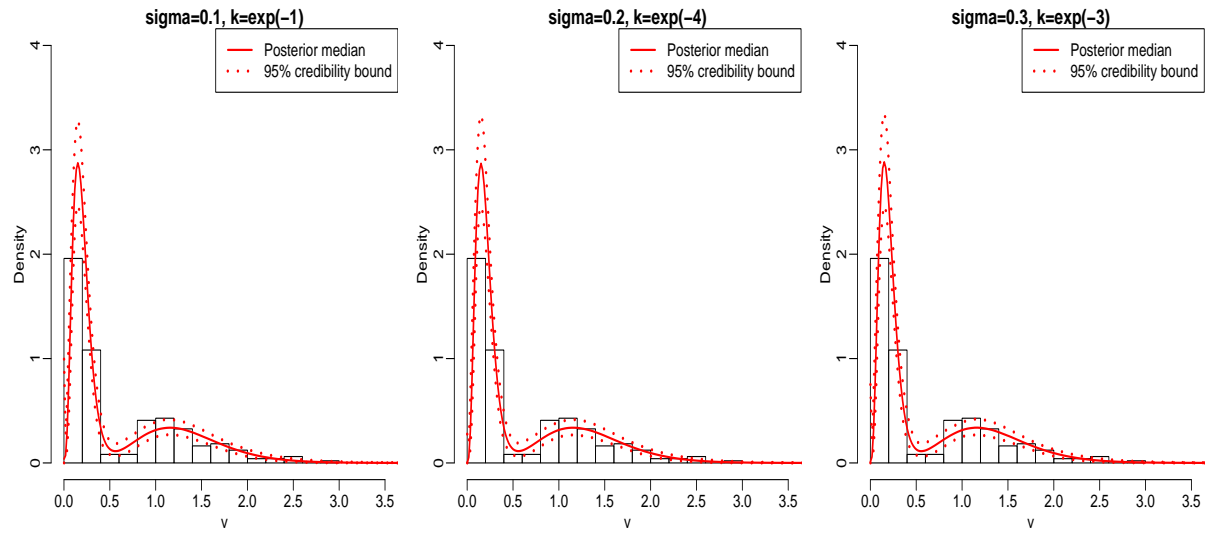 sigma=0.1, k=exp(−1)
Posterior median
95% credibility bound
Density
0
1
2
3
4
0.0 0.5 1.0 1.5 2.0 2.5 3.0 3.5
v
sigma=0.2, k=exp(−4)
Posterior median
95% credibility bound
Density
0
1
2
3
4
0.0 0.5 1.0 1.5 2.0 2.5 3.0 3.5
v
sigma=0.3, k=exp(−3)
Posterior median
95% credibility bound
Density
0
1
2
3
4
0.0 0.5 1.0 1.5 2.0 2.5 3.0 3.5
v